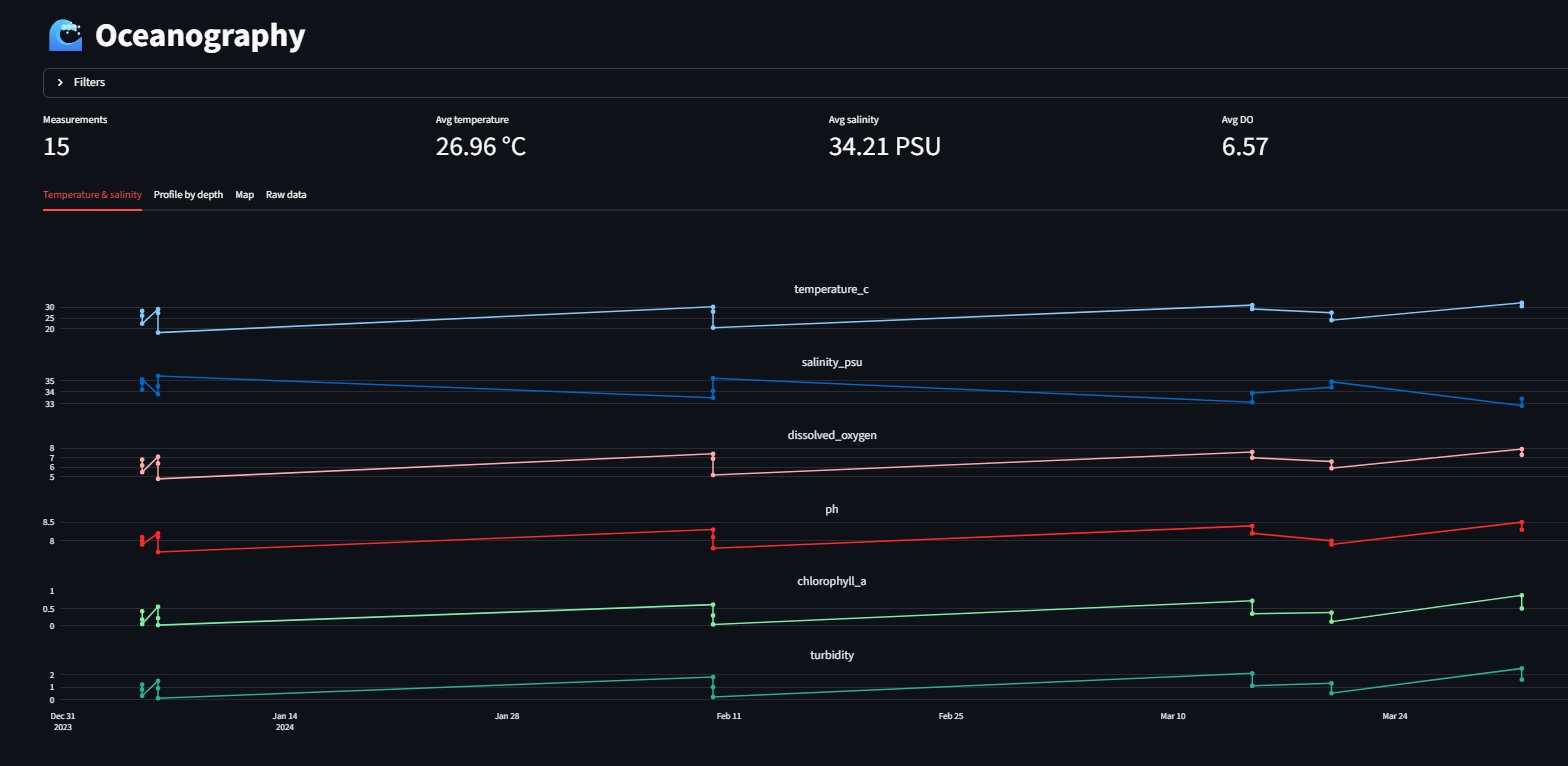 Oceanography
Filters
Measurements
15
Avg temperature
26.96 °C
Avg salinity
34.21 PSU
Avg DO
6.57
Temperature & salinity Profile by depth Map Raw data
temperature_c
30
25
20
salinity_psu
35
34
33
dissolved_oxygen
8
7
6
5
ph
8.5
8
chlorophyll_a
1
0.5
0
turbidity
2
1
0
Dec 31 Jan 14 Jan 28 Feb 11 Feb 25 Mar 10 Mar 24
2023 2024